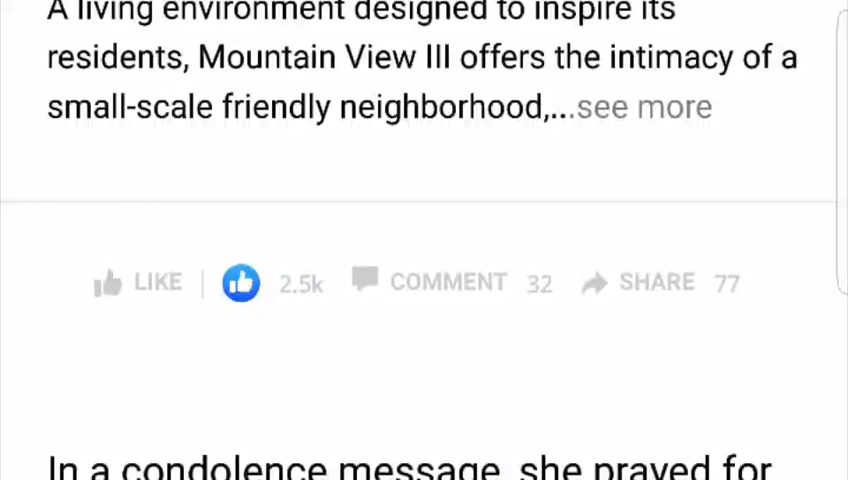 A living environment designed to inspire its
residents, Mountain View III offers the intimacy of a
small-scale friendly neighborhood,...see more
LIKE | 2.5k COMMENT 32 SHARE 77
In a condolence message, she prayed for